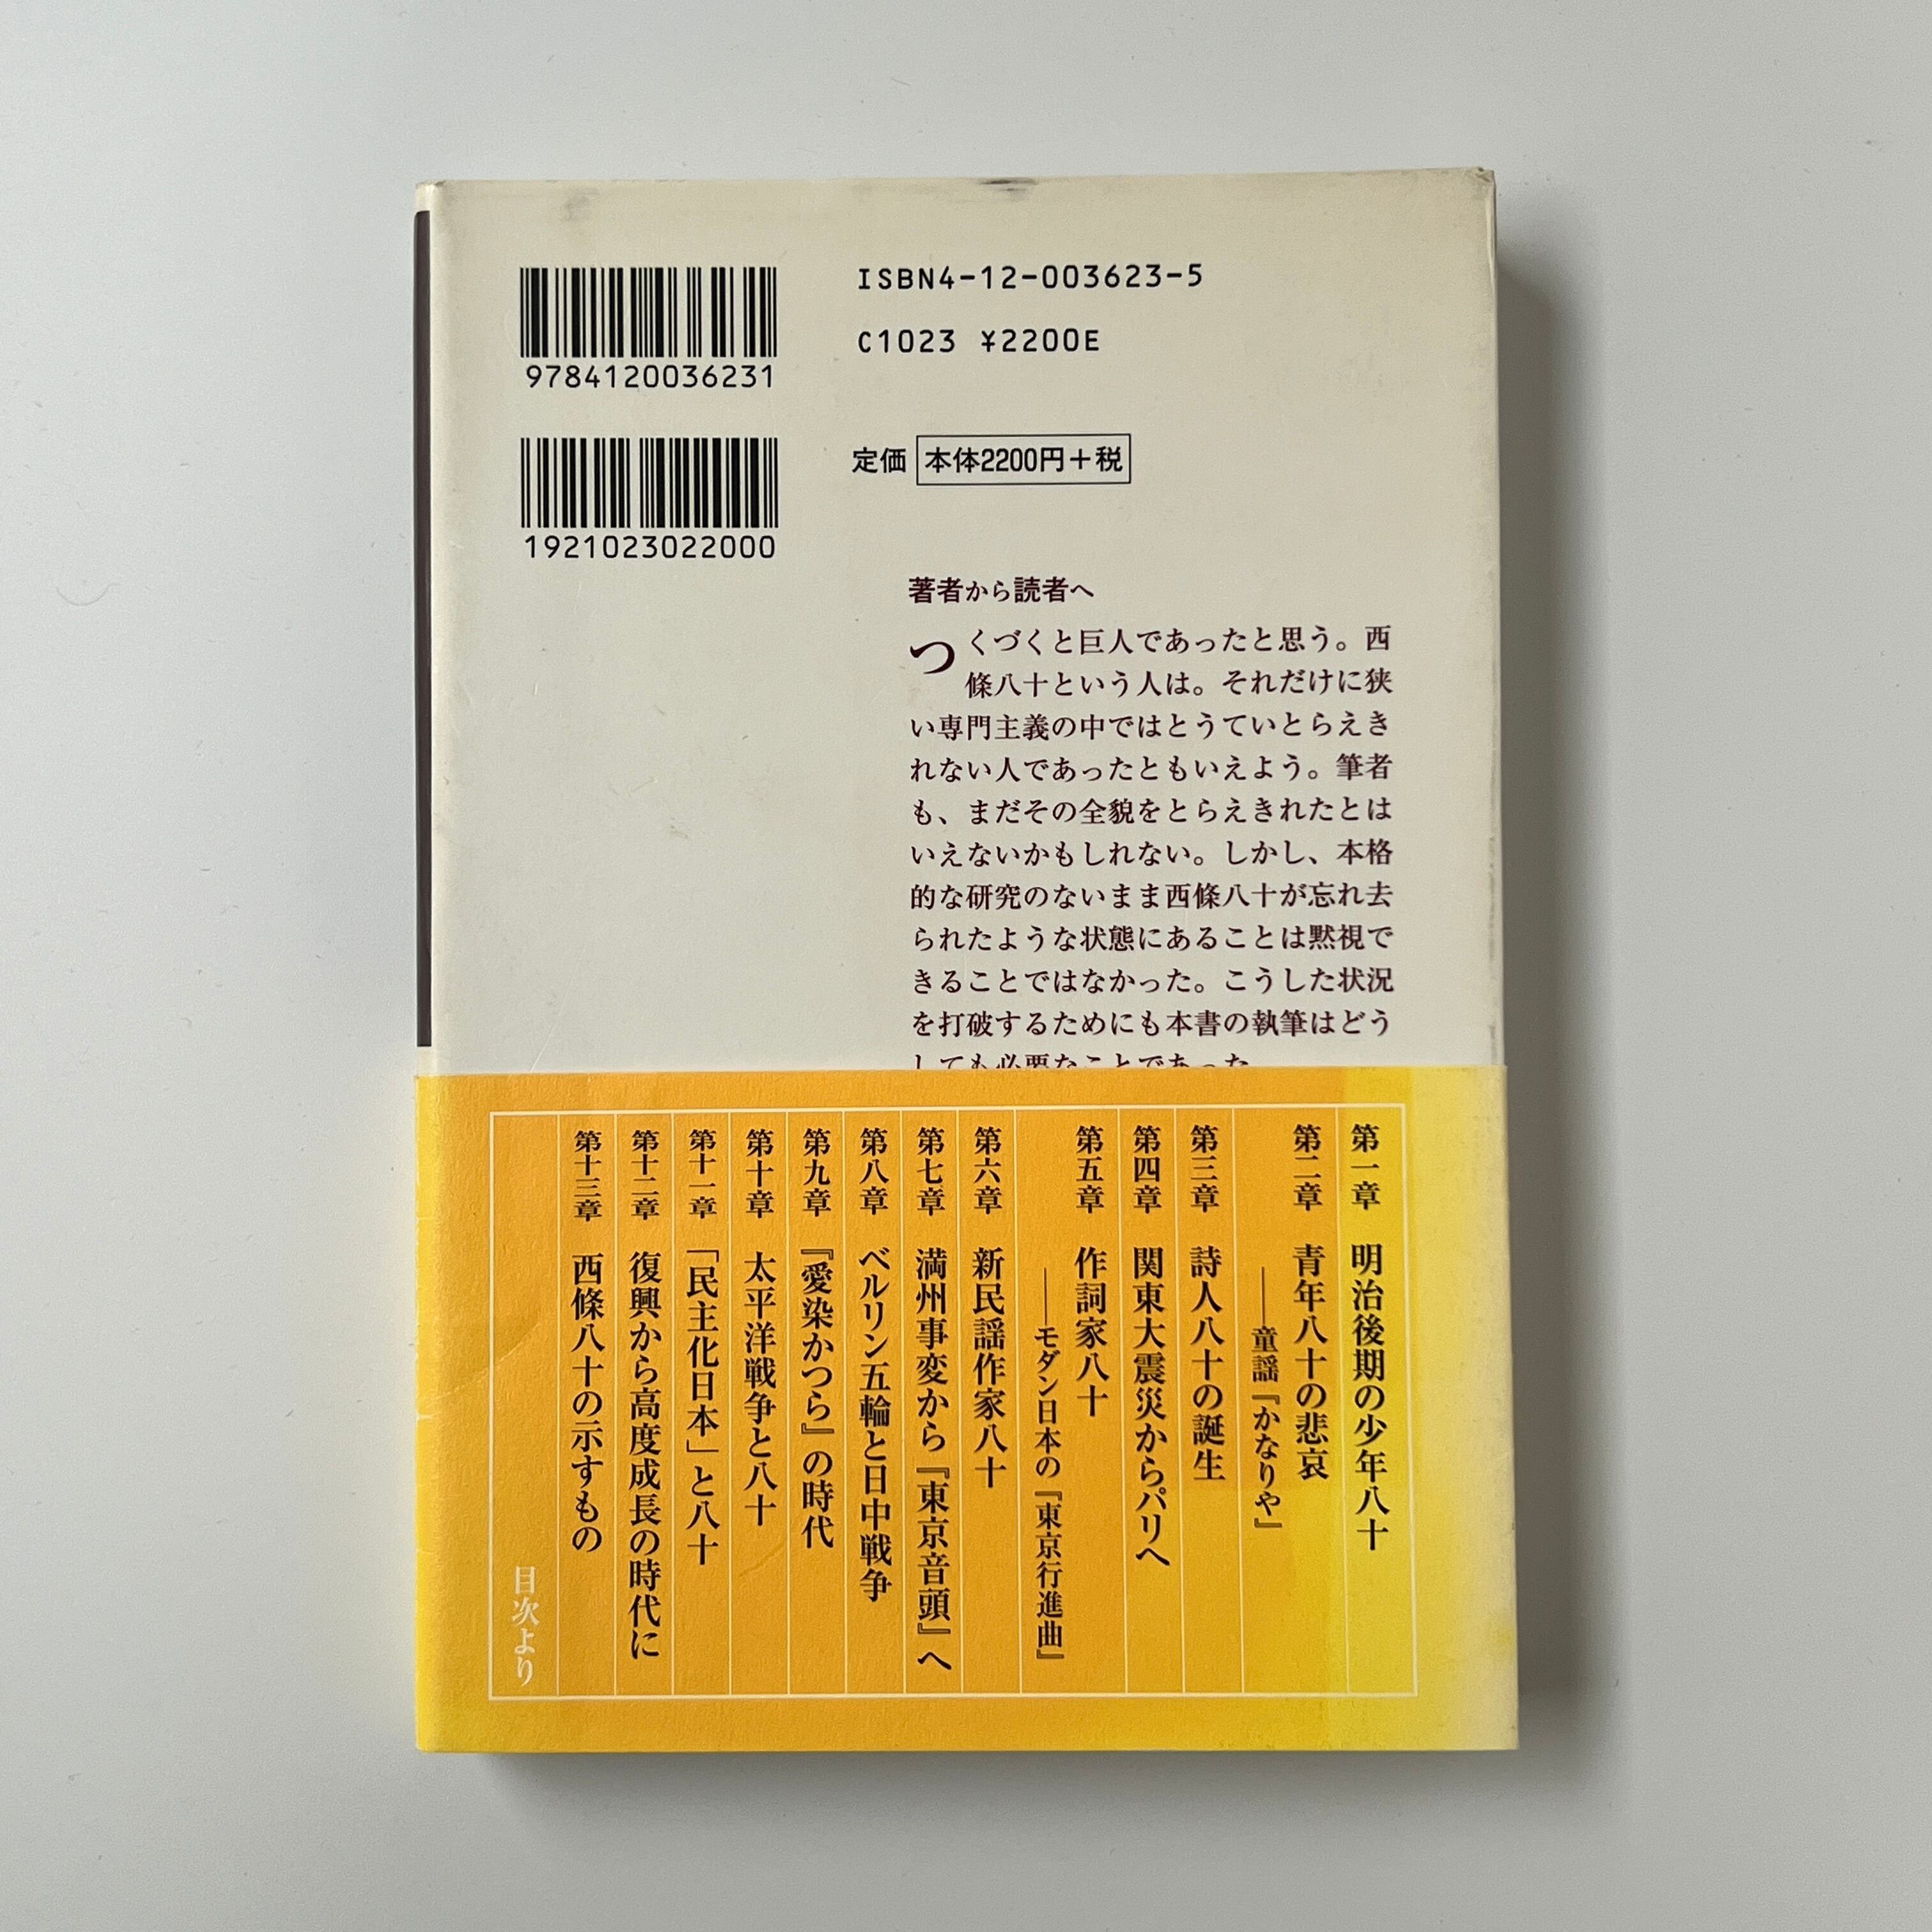 ISBN4-12-003623-5
C1023 ¥2200E
9784120036231
定価 本体2200円+税
1921023022000
著者から読者へ
つくづくと巨人であったと思う。西
條八十という人は。それだけに狭
い専門主義の中ではとうていとらえき
れない人であったともいえよう。筆者
も、まだその全貌をとらえきれたとは
いえないかもしれない。しかし、本格
的な研究のないまま西條八十が忘れ去
られたような状態にあることは黙視で
きることではなかった。こうした状況
を打破するためにも本書の執筆はどう
しても必要なことであった
第一章 明治後期の少年八十
第二章 青年八十の悲哀
――童謡『かなりや』
第三章 詩人八十の誕生
第四章 関東大震災からパリへ
第五章 作詞家八十
――モダン日本の『東京行進曲』
第六章 新民謡作家八十
第七章 満州事変から『東京音頭』へ
第八章 ベルリン五輪と日中戦争
第九章 『愛染かつら』の時代
第十章 太平洋戦争と八十
第十一章 「民主化日本」と八十
第十二章 復興から高度成長の時代に
第十三章 西條八十の示すもの
目次より